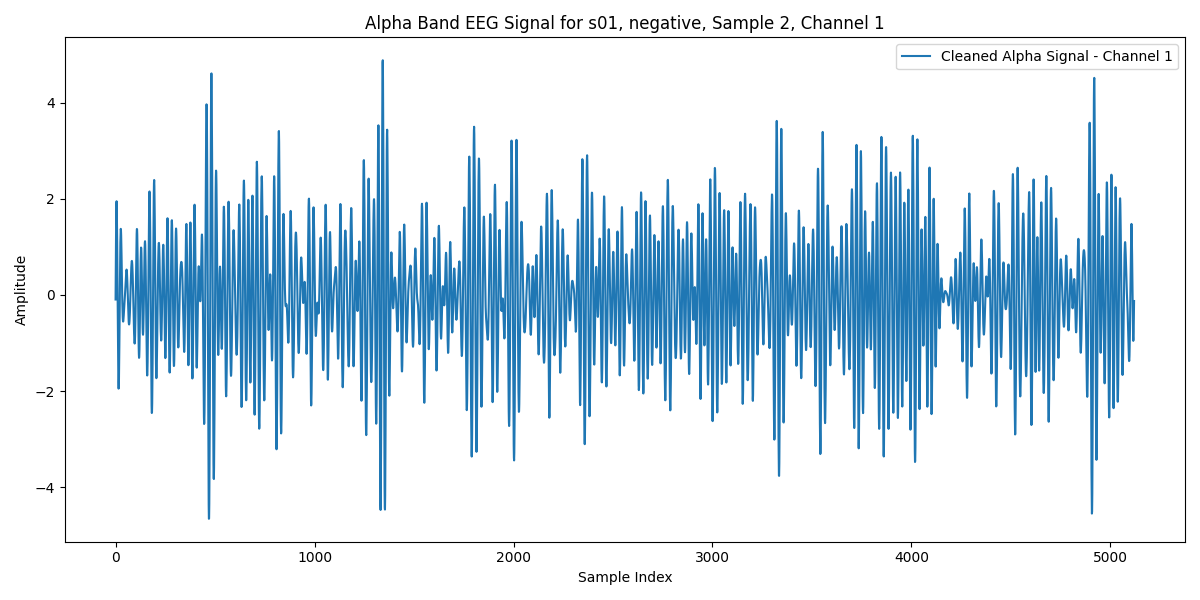 Alpha Band EEG Signal for s01, negative, Sample 2, Channel 1
Cleaned Alpha Signal - Channel 1
Amplitude
4
2
0
−2
−4
0 1000 2000 3000 4000 5000
Sample Index